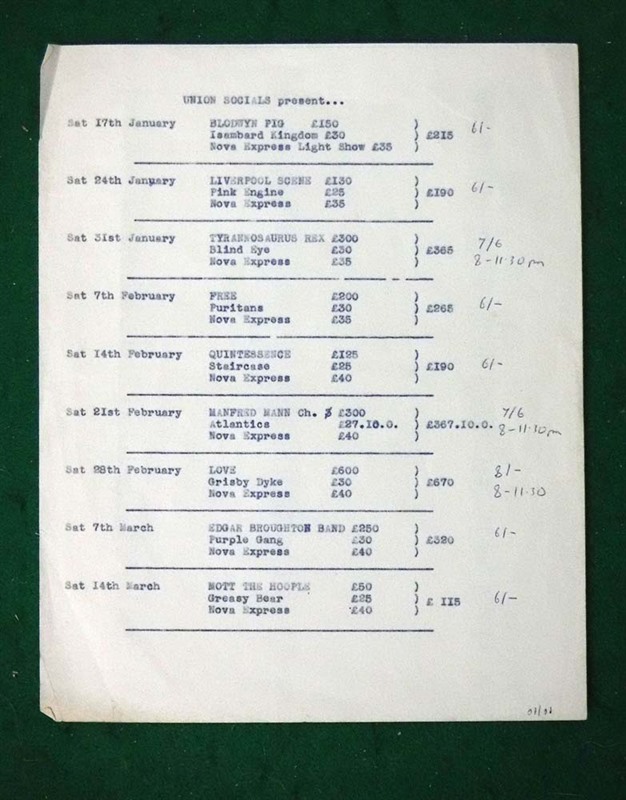 UNION SOCIALS present...
Sat 17th January BLODWYN PIG £150 )
Isambard Kingdom £30 ) £215 6/-
Nova Express Light Show £35 )
Sat 24th January LIVERPOOL SCENE £130 )
Pink Engine £25 ) £190 6/-
Nova Express £35 )
Sat 31st January TYRANNOSAURUS REX £300 ) 7/6
Blind Eye £30 ) £365
Nova Express £35 ) 8-11.30pm
Sat 7th February FREE £200 )
Puritans £30 ) £265 6/-
Nova Express £35 )
Sat 14th February QUINTESSENCE £125 )
Staircase £25 ) £190 6/-
Nova Express £40 )
Sat 21st February MANFRED MANN Ch. 3 £300 ) 7/6
Atlantics £27.10.0. ) £367.10.0.
Nova Express £40 ) 8-11.30pm
Sat 28th February LOVE £600 ) 8/-
Grisby Dyke £30 ) £670
Nova Express £40 ) 8-11.30
Sat 7th March EDGAR BROUGHTON BAND £250 )
Purple Gang £30 ) £320 6/-
Nova Express £40 )
Sat 14th March MOTT THE HOOPLE £50 )
Greasy Bear £25 ) £ 115 6/-
Nova Express £40 )